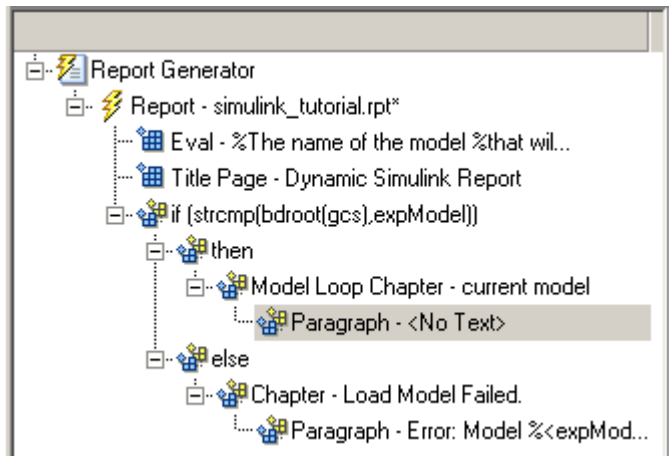 Report Generator
Report - simulink_tutorial.rpt*
Eval - %The name of the model %that wil...
Title Page - Dynamic Simulink Report
if (strcmp(bdroot(gcs),expModel))
then
Model Loop Chapter - current model
Paragraph - <No Text>
else
Chapter - Load Model Failed.
Paragraph - Error: Model %<expMod...